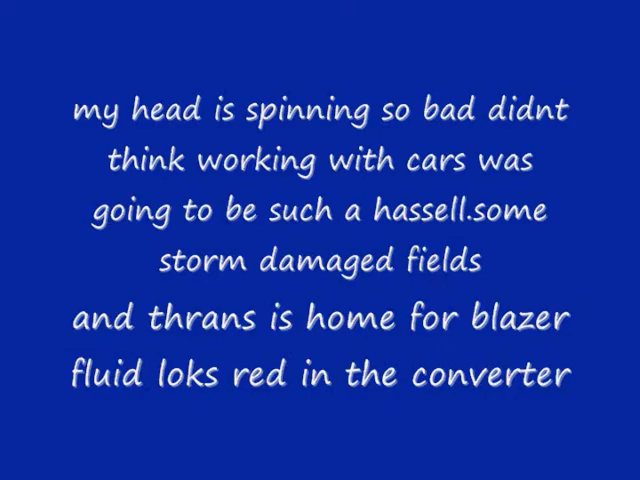 my head is spinning so bad didnt
think working with cars was
going to be such a hassell.some
storm damaged fields
and thrans is home for blazer
fluid loks red in the converter